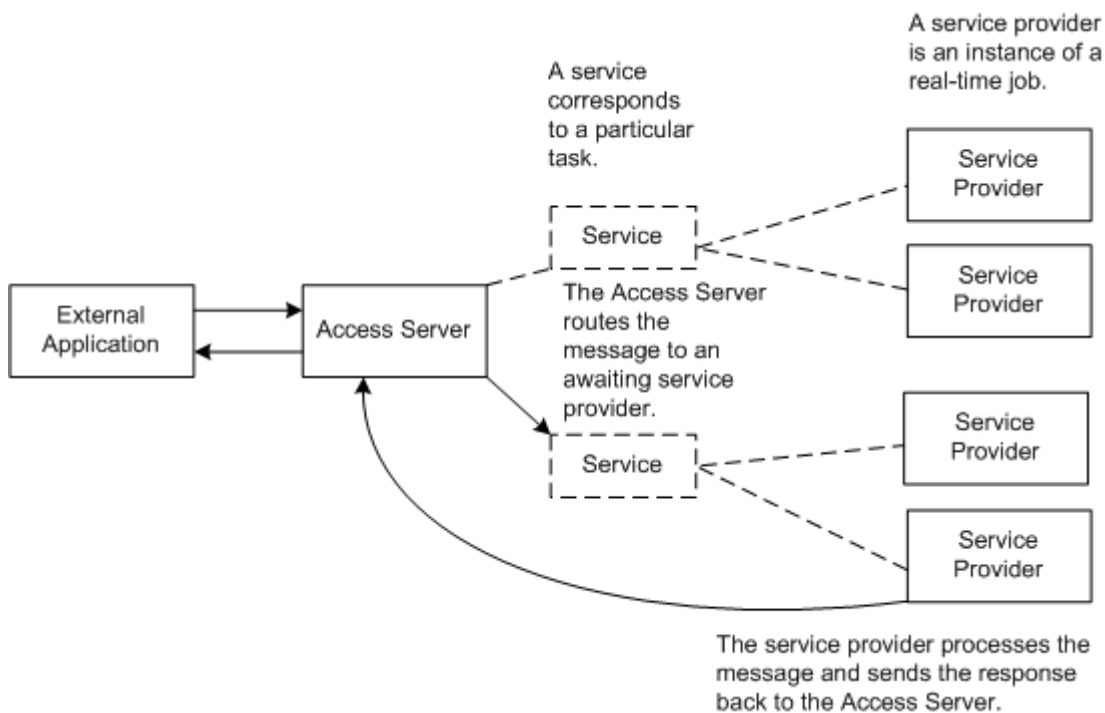 A service provider
is an instance of a
real-time job.
A service
corresponds
to a particular
task.
Service
Provider
Service
Service
Provider
External
Application
Access Server
The Access Server
routes the
message to an
awaiting service
provider.
Service
Provider
Service
Service
Provider
The service provider processes the
message and sends the response
back to the Access Server.